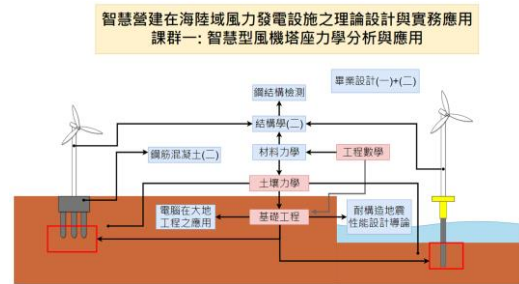 智慧營建在海陸域風力發電設施之理論設計與實務應用
課群一: 智慧型風機塔座力學分析與應用
畢業設計(一)+(二)
鋼結構檢測
結構學(二)
鋼筋混凝土(二)
材料力學
工程數學
土壤力學
電腦在大地
工程之應用
基礎工程
耐構造地震
性能設計導論